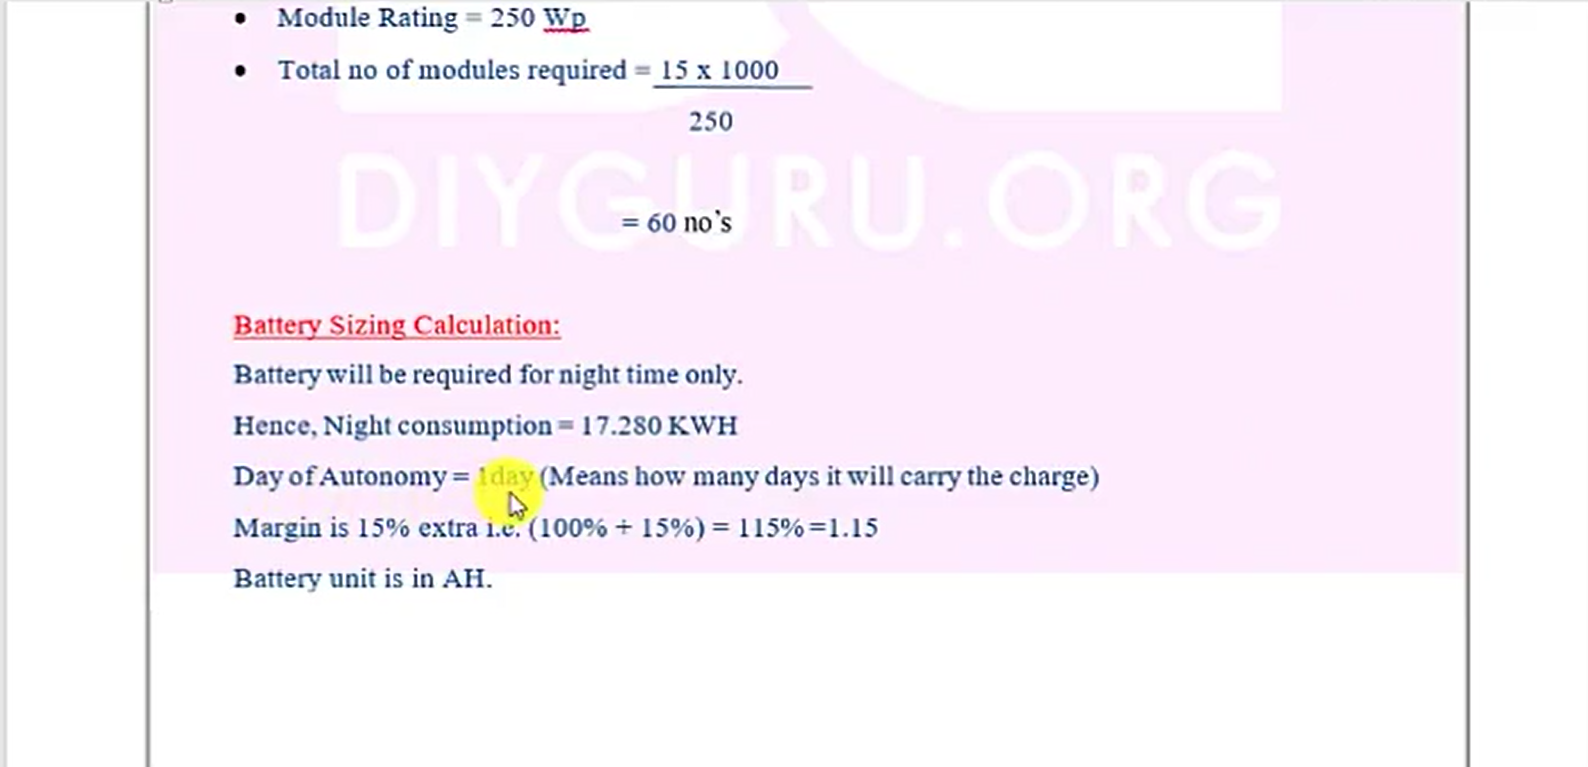 • Module Rating = 250 Wp
• Total no of modules required = 15 x 1000
250
DIYGURU.ORG
= 60 no's
Battery Sizing Calculation:
Battery will be required for night time only.
Hence, Night consumption = 17.280 KWH
Day of Autonomy = 1day (Means how many days it will carry the charge)
Margin is 15% extra i.e. (100% + 15%) = 115% =1.15
Battery unit is in AH.